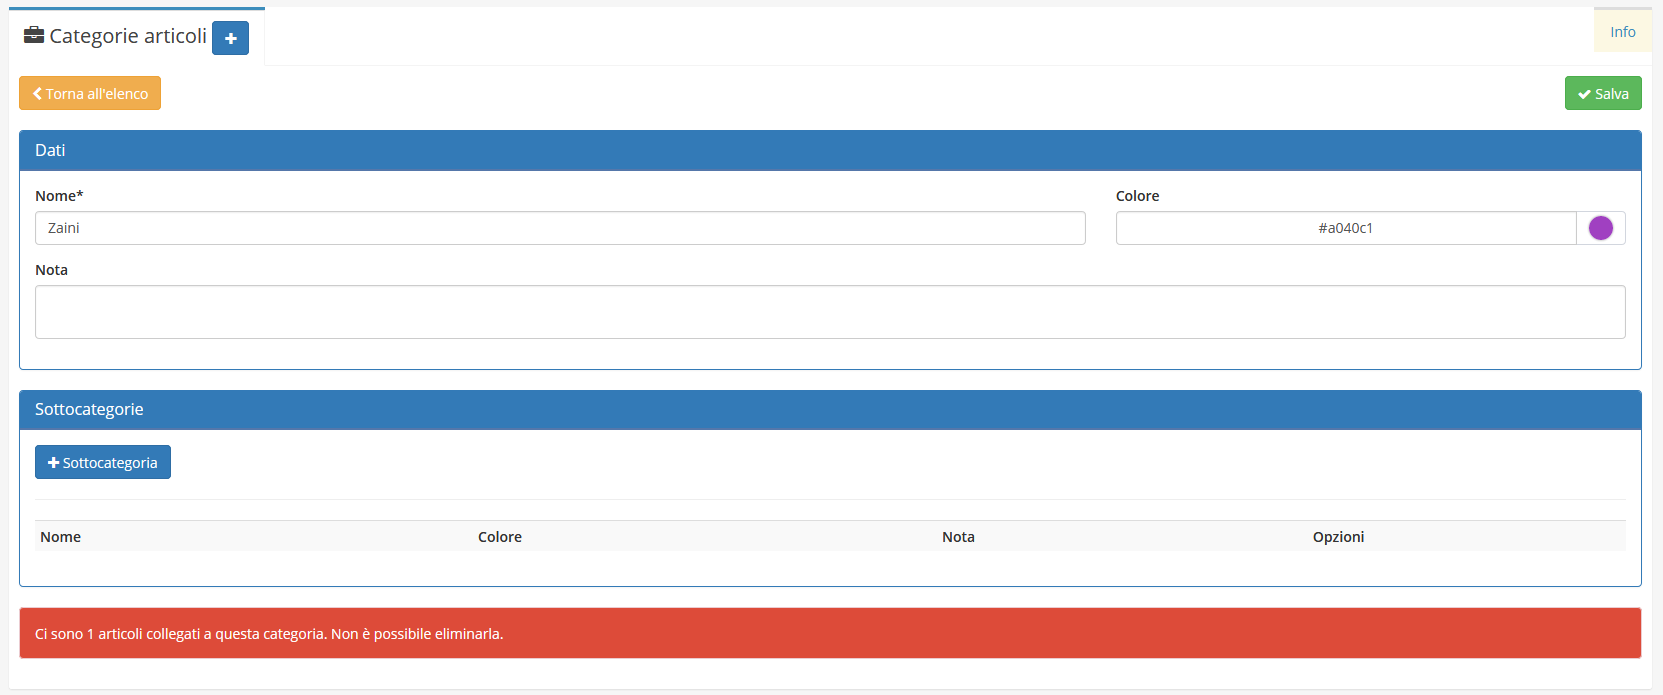 Categorie articoli
Info
Torna all'elenco
Salva
Dati
Nome* Colore
Zaini #a040c1
Nota
Sottocategorie
Sottocategoria
Nome Colore Nota Opzioni
Ci sono 1 articoli collegati a questa categoria. Non è possibile eliminarla.